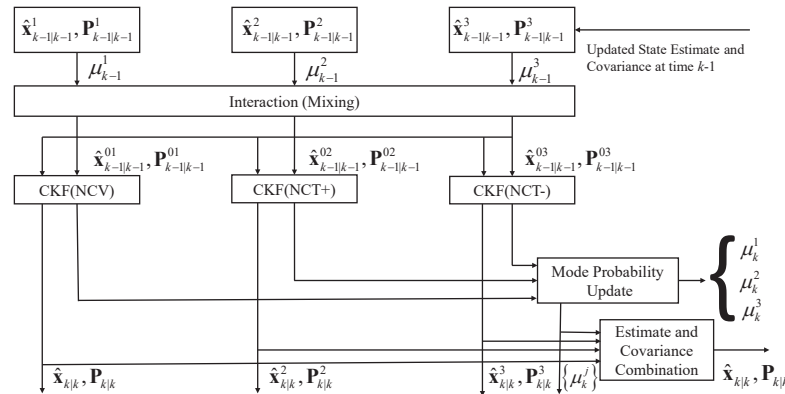 x̂¹ₖ₋₁|ₖ₋₁, P¹ₖ₋₁|ₖ₋₁
x̂²ₖ₋₁|ₖ₋₁, P²ₖ₋₁|ₖ₋₁
x̂³ₖ₋₁|ₖ₋₁, P³ₖ₋₁|ₖ₋₁
Updated State Estimate and
Covariance at time k-1
μ¹ₖ₋₁
μ²ₖ₋₁
μ³ₖ₋₁
Interaction (Mixing)
x̂⁰¹ₖ₋₁|ₖ₋₁, P⁰¹ₖ₋₁|ₖ₋₁
x̂⁰²ₖ₋₁|ₖ₋₁, P⁰²ₖ₋₁|ₖ₋₁
x̂⁰³ₖ₋₁|ₖ₋₁, P⁰³ₖ₋₁|ₖ₋₁
CKF(NCV)
CKF(NCT+)
CKF(NCT-)
Mode Probability
Update
{
μ¹ₖ
μ²ₖ
μ³ₖ
Estimate and
Covariance
Combination
x̂ₖ|ₖ, Pₖ|ₖ
x̂²ₖ|ₖ, P²ₖ|ₖ
x̂³ₖ|ₖ, P³ₖ|ₖ
{μʲₖ}
x̂ₖ|ₖ, Pₖ|ₖ